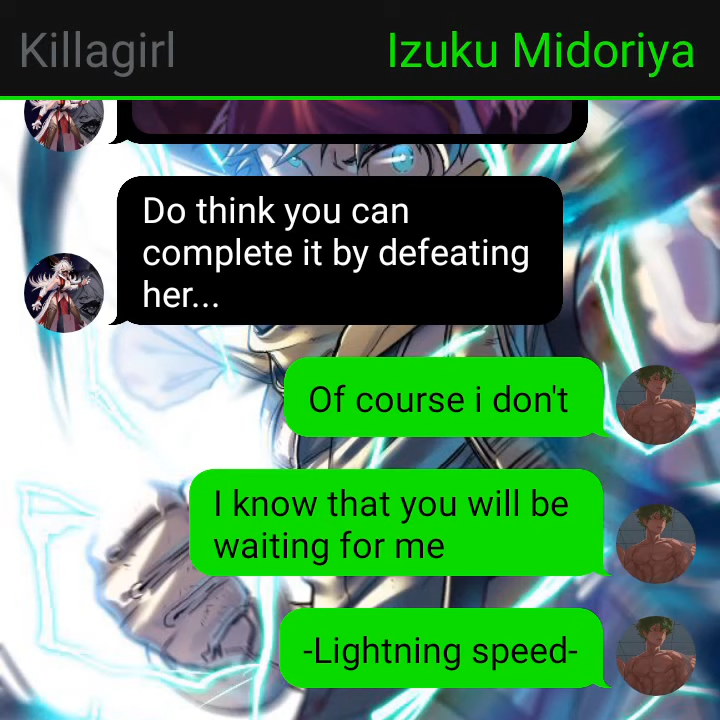 Killagirl
Izuku Midoriya
Do think you can
complete it by defeating
her...
Of course i don't
I know that you will be
waiting for me
-Lightning speed-